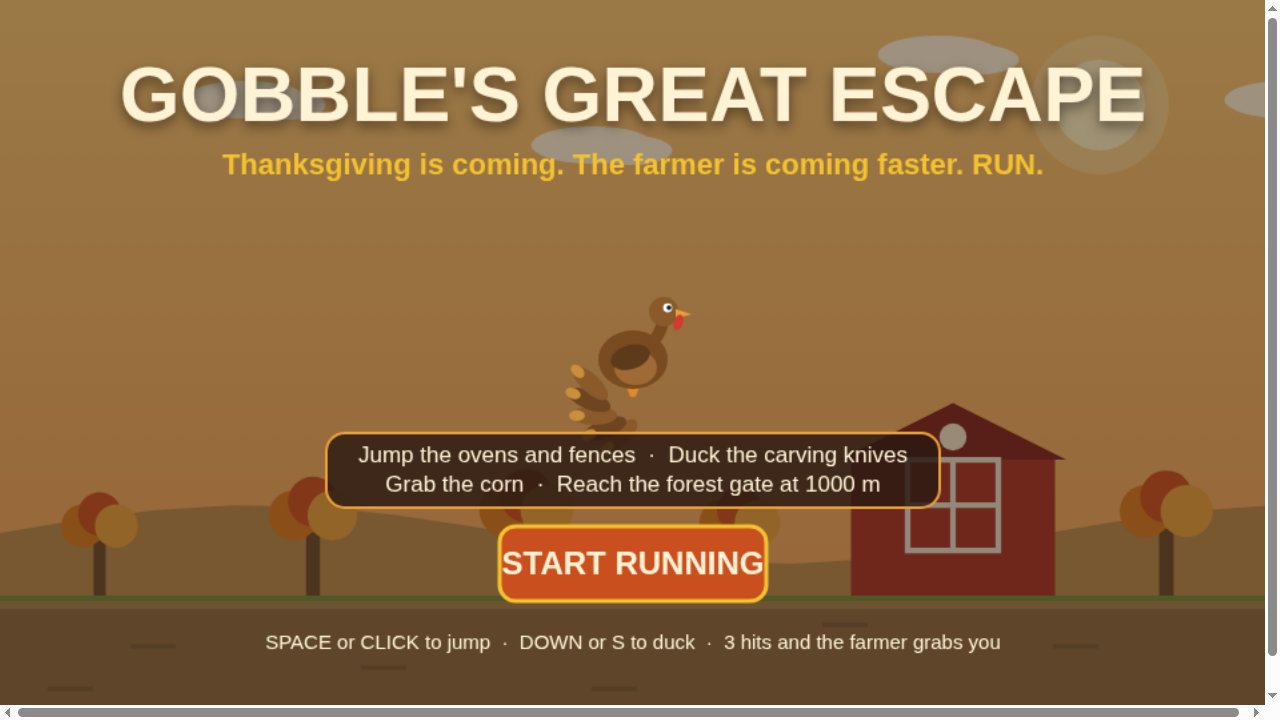 GOBBLE'S GREAT ESCAPE
Thanksgiving is coming. The farmer is coming faster. RUN.
Jump the ovens and fences · Duck the carving knives
Grab the corn · Reach the forest gate at 1000 m
START RUNNING
SPACE or CLICK to jump · DOWN or S to duck · 3 hits and the farmer grabs you